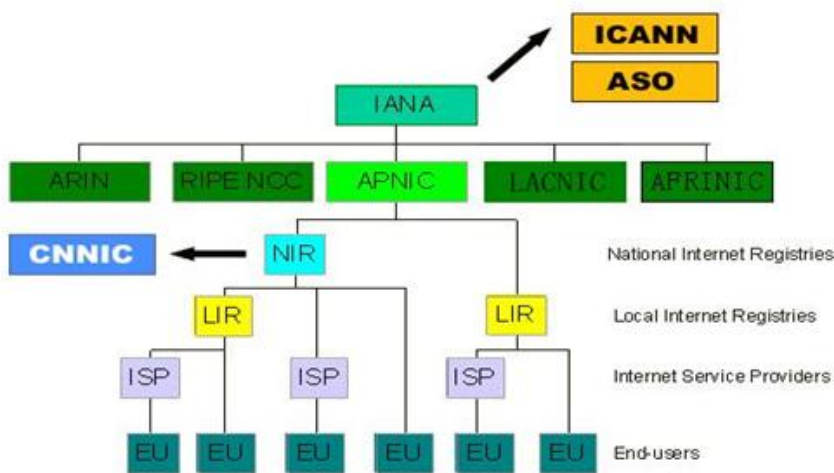 ICANN
ASO
IANA
ARIN
RIPE NCC
APNIC
LACNIC
AFRINIC
CNNIC
NIR
National Internet Registries
LIR
LIR
Local Internet Registries
ISP
ISP
ISP
Internet Service Providers
EU
EU
EU
EU
EU
EU
End-users